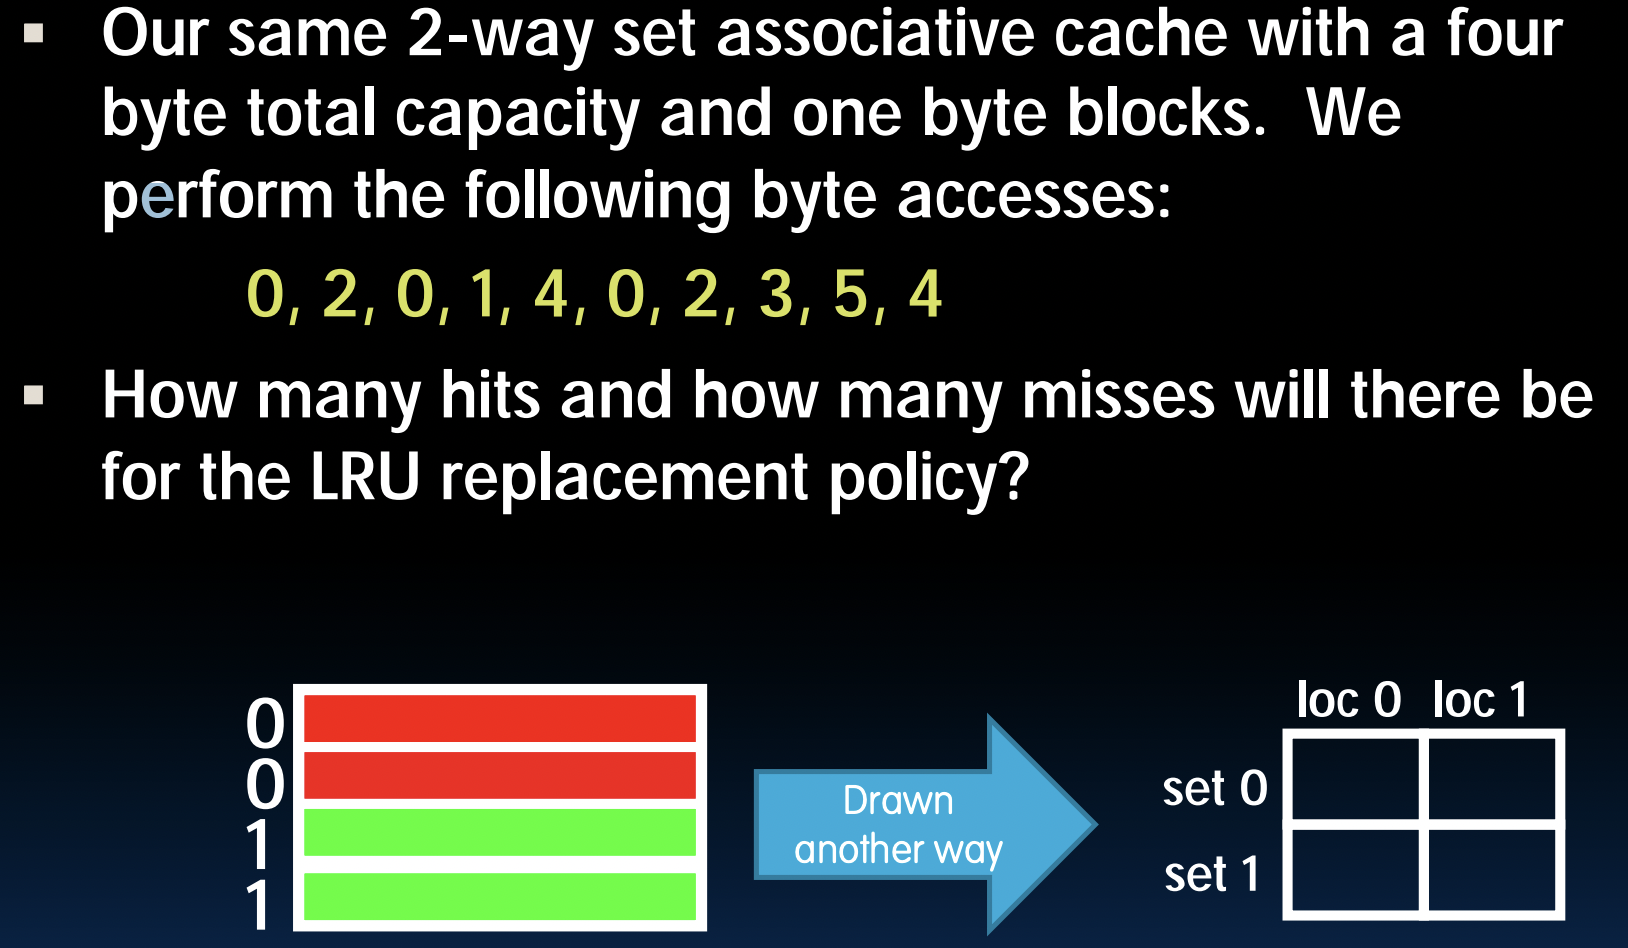 ▪ Our same 2-way set associative cache with a four
byte total capacity and one byte blocks. We
perform the following byte accesses:
0, 2, 0, 1, 4, 0, 2, 3, 5, 4
▪ How many hits and how many misses will there be
for the LRU replacement policy?
0
0
1
1
Drawn
another way
loc 0 loc 1
set 0
set 1